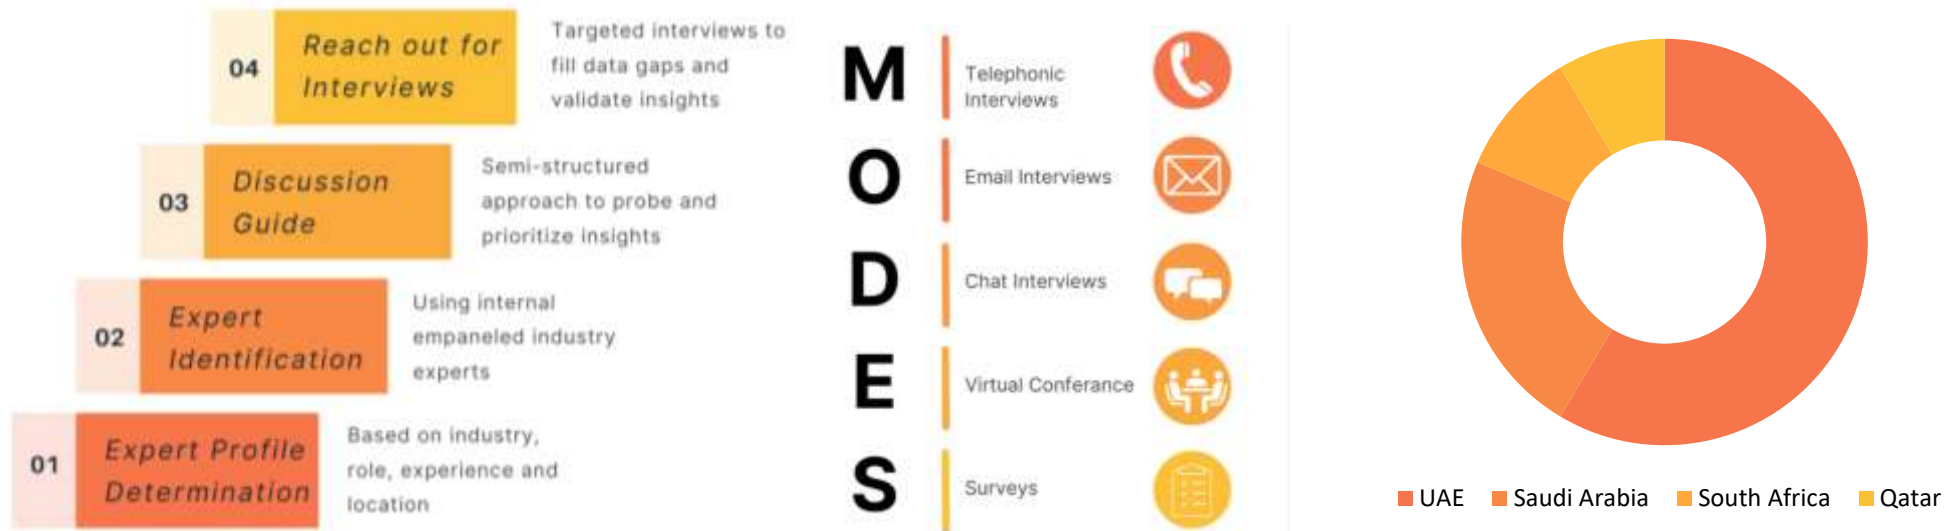 04
Reach out for
Interviews
Targeted interviews to
fill data gaps and
validate insights
03
Discussion
Guide
Semi-structured
approach to probe and
prioritize insights
02
Expert
Identification
Using internal
empaneled industry
experts
01
Expert Profile
Determination
Based on industry,
role, experience and
location
M
Telephonic
Interviews
O
Email Interviews
D
Chat Interviews
E
Virtual Conferance
S
Surveys
UAE
Saudi Arabia
South Africa
Qatar